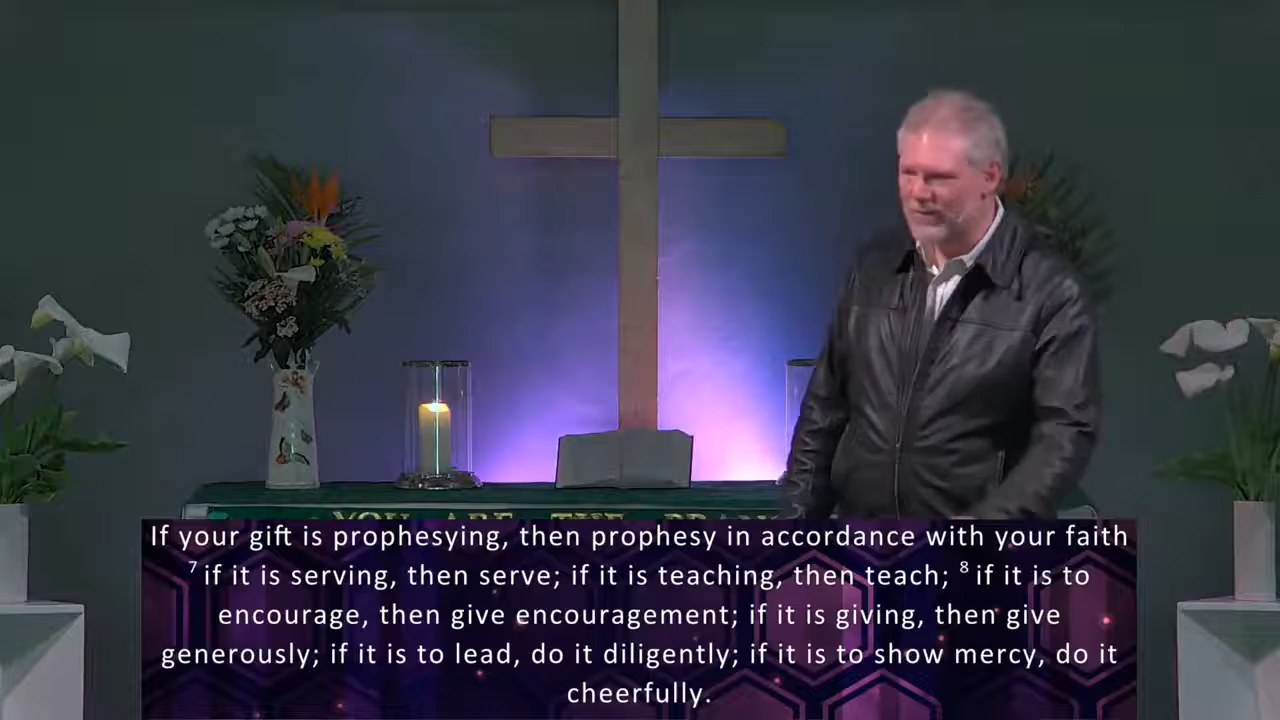 YOU ARE THE
If your gift is prophesying, then prophesy in accordance with your faith
⁷ if it is serving, then serve; if it is teaching, then teach; ⁸ if it is to
encourage, then give encouragement; if it is giving, then give
generously; if it is to lead, do it diligently; if it is to show mercy, do it
cheerfully.